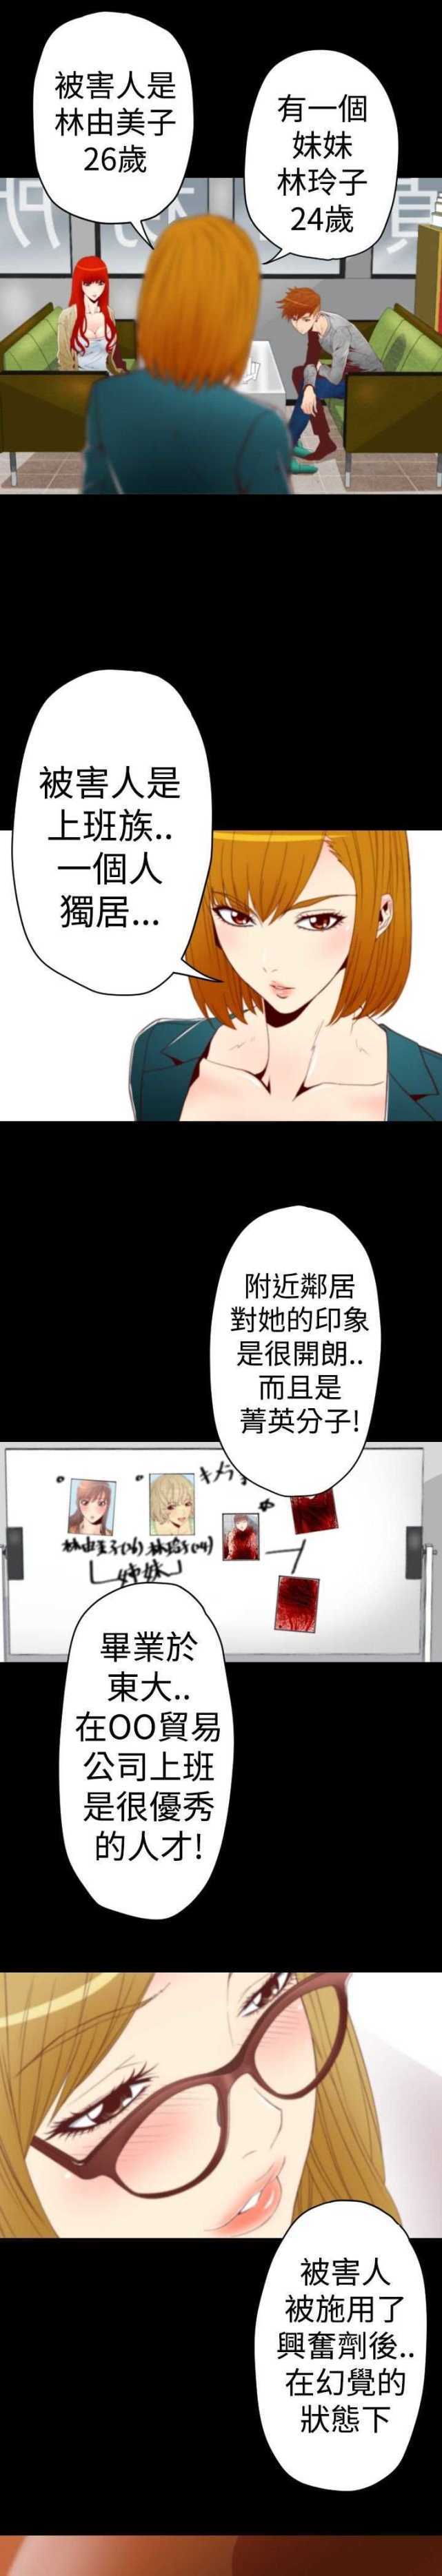 被害人是
林由美子
26歲
有一個
妹妹
林玲子
24歲
所
偵
被害人是
上班族..
一個人
獨居...
附近鄰居
對她的印象
是很開朗..
而且是
菁英分子!
姊妹
畢業於
東大..
在OO貿易
公司上班
是很優秀
的人才!
被害人
被施用了
興奮劑後..
在幻覺的
狀態下